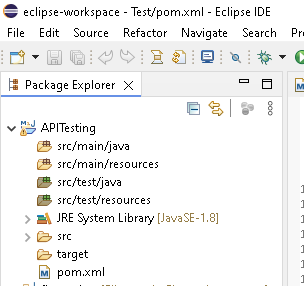 eclipse-workspace - Test/pom.xml - Eclipse IDE
File Edit Source Refactor Navigate Search
Package Explorer
APITesting
src/main/java
src/main/resources
src/test/java
src/test/resources
JRE System Library [JavaSE-1.8]
src
target
pom.xml